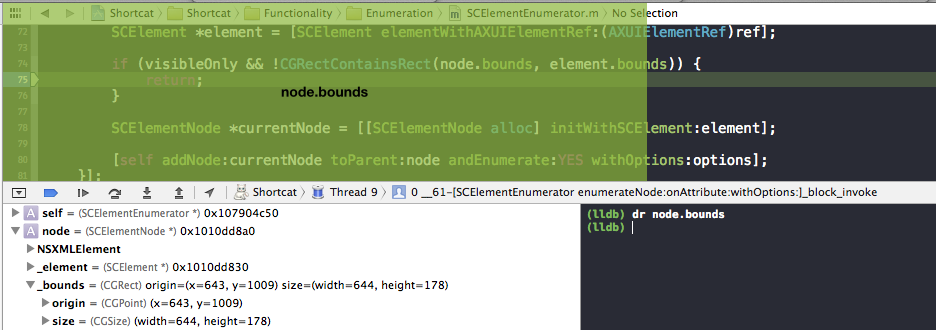 Shortcat 〉 Shortcat 〉 Functionality 〉 Enumeration 〉 m SCElementEnumerator.m 〉 No Selection
72 SCElement *element = [SCElement elementWithAXUIElementRef:(AXUIElementRef)ref];
73
74 if (visibleOnly && !CGRectContainsRect(node.bounds, element.bounds)) {
75 return;
76 }
node.bounds
77
78 SCElementNode *currentNode = [[SCElementNode alloc] initWithSCElement:element];
79
80 [self addNode:currentNode toParent:node andEnumerate:YES withOptions:options];
81 }];
Shortcat 〉 Thread 9 〉 0 __61-[SCElementEnumerator enumerateNode:onAttribute:withOptions:]_block_invoke
A self = (SCElementEnumerator *) 0x107904c50
A node = (SCElementNode *) 0x1010dd8a0
NSXMLElement
_element = (SCElement *) 0x1010dd830
_bounds = (CGRect) origin=(x=643, y=1009) size=(width=644, height=178)
origin = (CGPoint) (x=643, y=1009)
size = (CGSize) (width=644, height=178)
(lldb) dr node.bounds
(lldb)